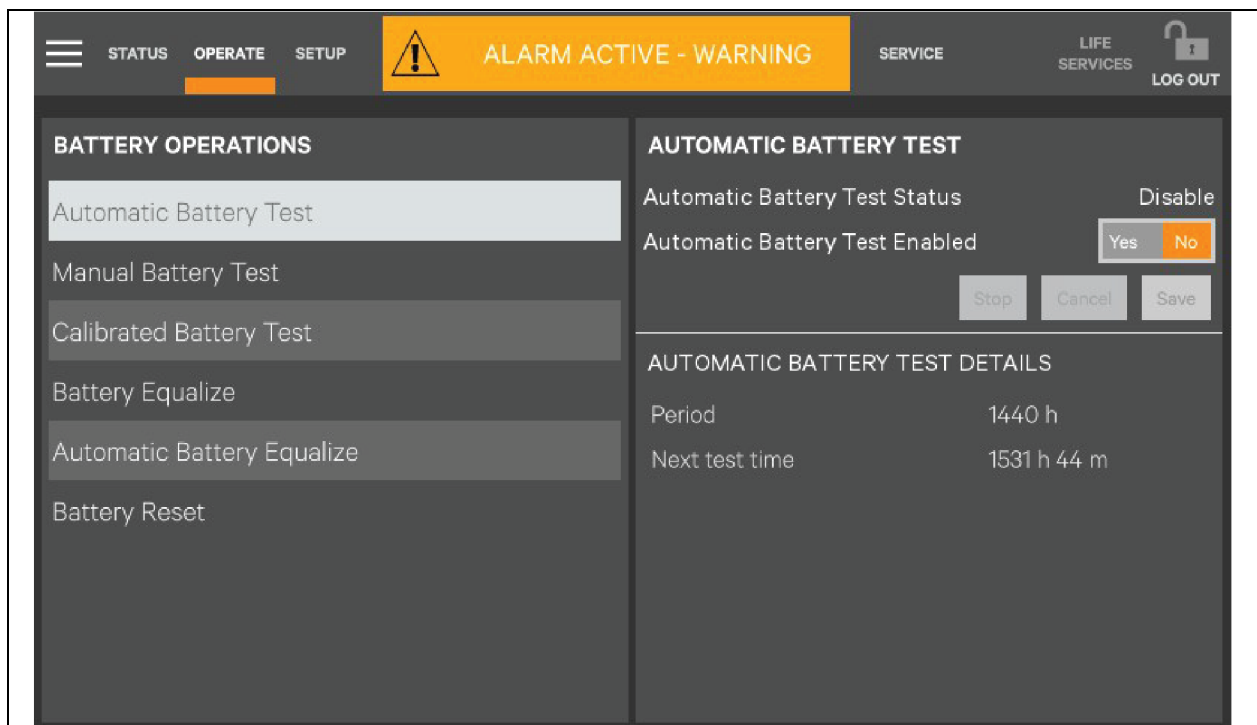 STATUS OPERATE SETUP ALARM ACTIVE - WARNING SERVICE LIFE SERVICES LOG OUT
BATTERY OPERATIONS
Automatic Battery Test
Manual Battery Test
Calibrated Battery Test
Battery Equalize
Automatic Battery Equalize
Battery Reset
AUTOMATIC BATTERY TEST
Automatic Battery Test Status Disable
Automatic Battery Test Enabled Yes No
Stop Cancel Save
AUTOMATIC BATTERY TEST DETAILS
Period 1440 h
Next test time 1531 h 44 m